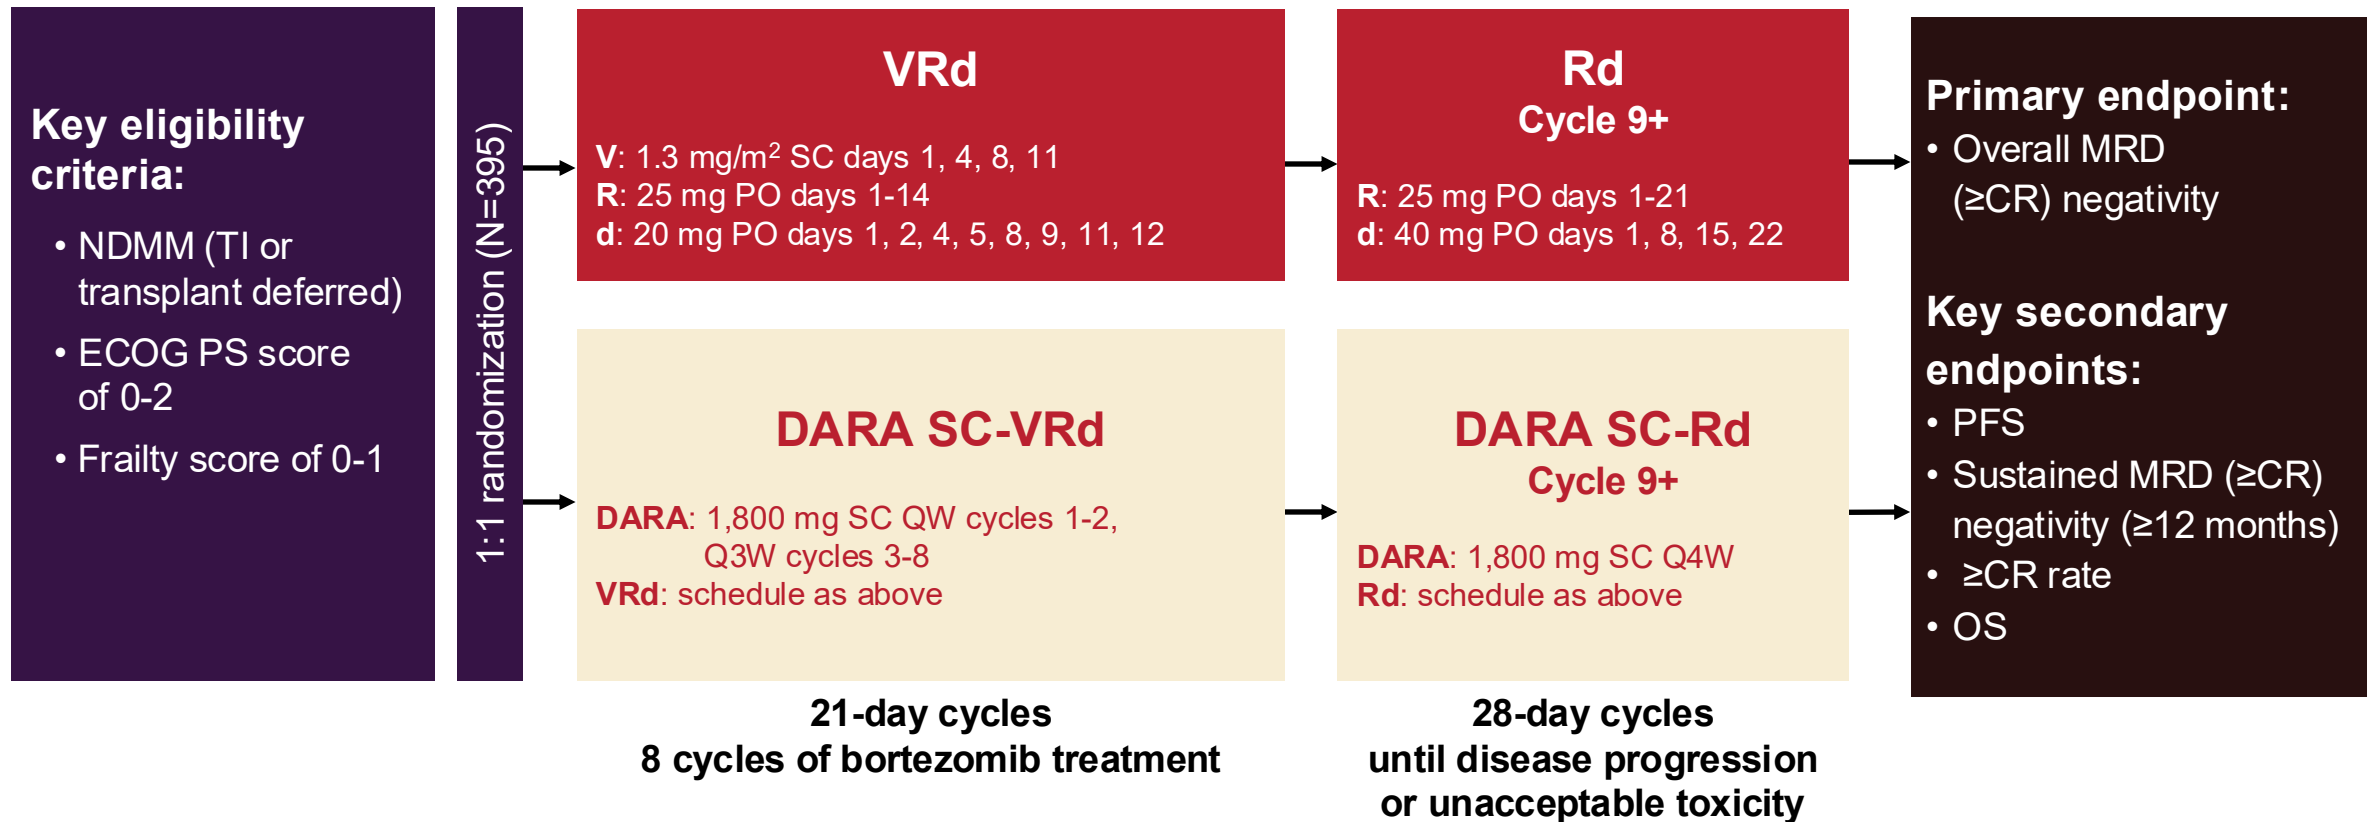 Key eligibility
criteria:
• NDMM (TI or
transplant deferred)
• ECOG PS score
of 0-2
• Frailty score of 0-1
1:1 randomization (N=395)
VRd
V: 1.3 mg/m² SC days 1, 4, 8, 11
R: 25 mg PO days 1-14
d: 20 mg PO days 1, 2, 4, 5, 8, 9, 11, 12
Rd
Cycle 9+
R: 25 mg PO days 1-21
d: 40 mg PO days 1, 8, 15, 22
DARA SC-VRd
DARA: 1,800 mg SC QW cycles 1-2,
Q3W cycles 3-8
VRd: schedule as above
DARA SC-Rd
Cycle 9+
DARA: 1,800 mg SC Q4W
Rd: schedule as above
21-day cycles
8 cycles of bortezomib treatment
28-day cycles
until disease progression
or unacceptable toxicity
Primary endpoint:
• Overall MRD
(≥CR) negativity
Key secondary
endpoints:
• PFS
• Sustained MRD (≥CR)
negativity (≥12 months)
• ≥CR rate
• OS